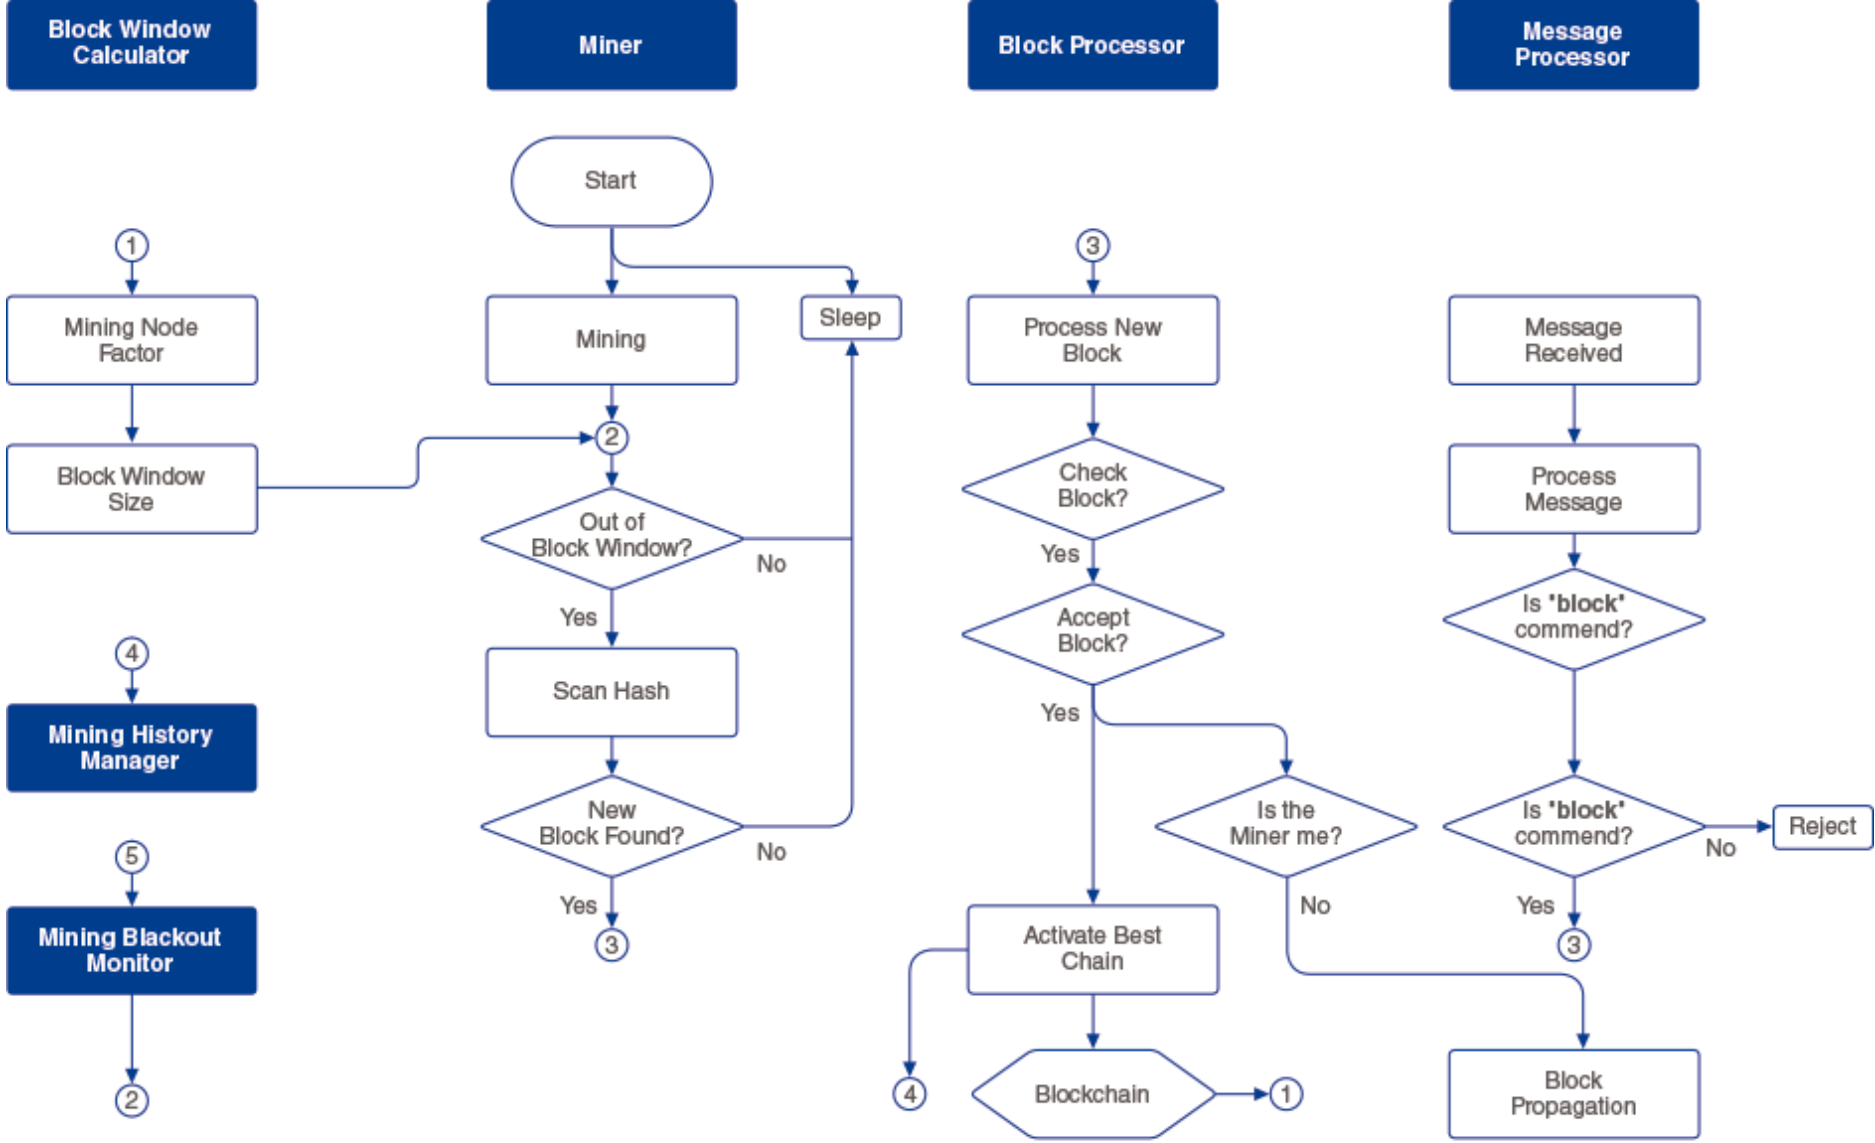 Block Window
Calculator
Miner
Block Processor
Message
Processor
Start
1
3
Mining Node
Factor
Mining
Sleep
Process New
Block
Message
Received
2
Block Window
Size
Check
Block?
Process
Message
Out of
Block Window?
No
Yes
Yes
Accept
Block?
Is "block"
commend?
4
Scan Hash
Yes
Mining History
Manager
New
Block Found?
No
Is the
Miner me?
Is "block"
commend?
No
Reject
5
Yes
3
No
Yes
3
Mining Blackout
Monitor
Activate Best
Chain
2
4
Blockchain
1
Block
Propagation